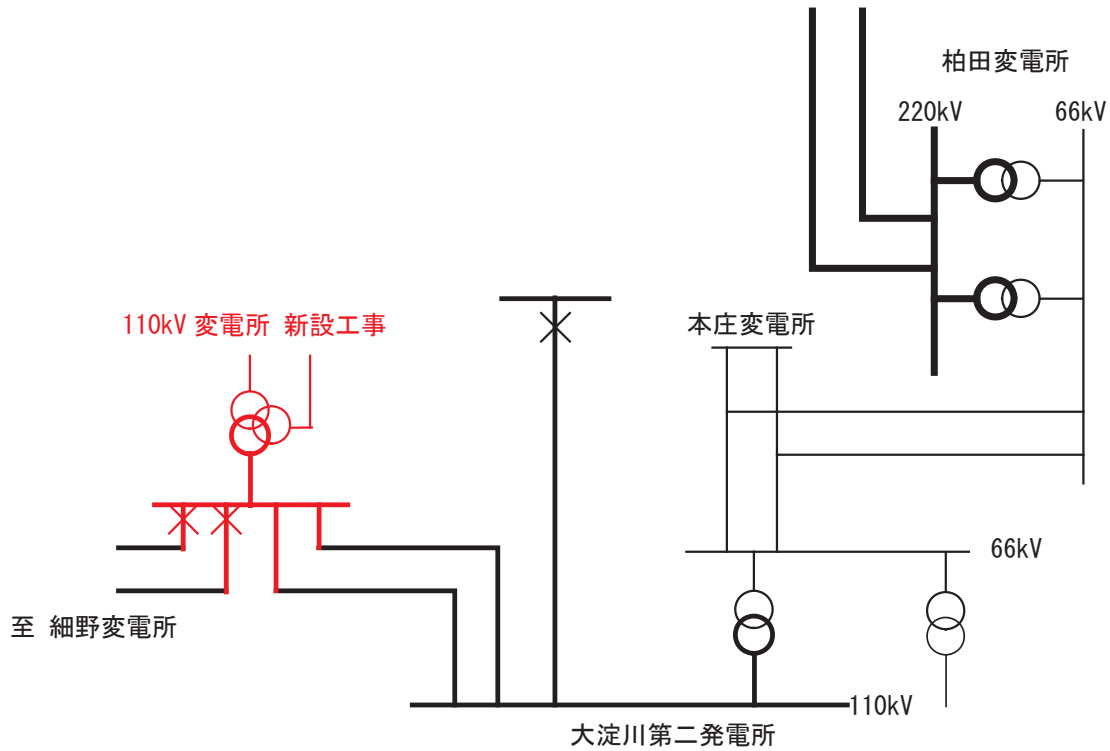 柏田変電所
220kV
66kV
110kV 変電所 新設工事
本庄変電所
66kV
至 細野変電所
110kV
大淀川第二発電所